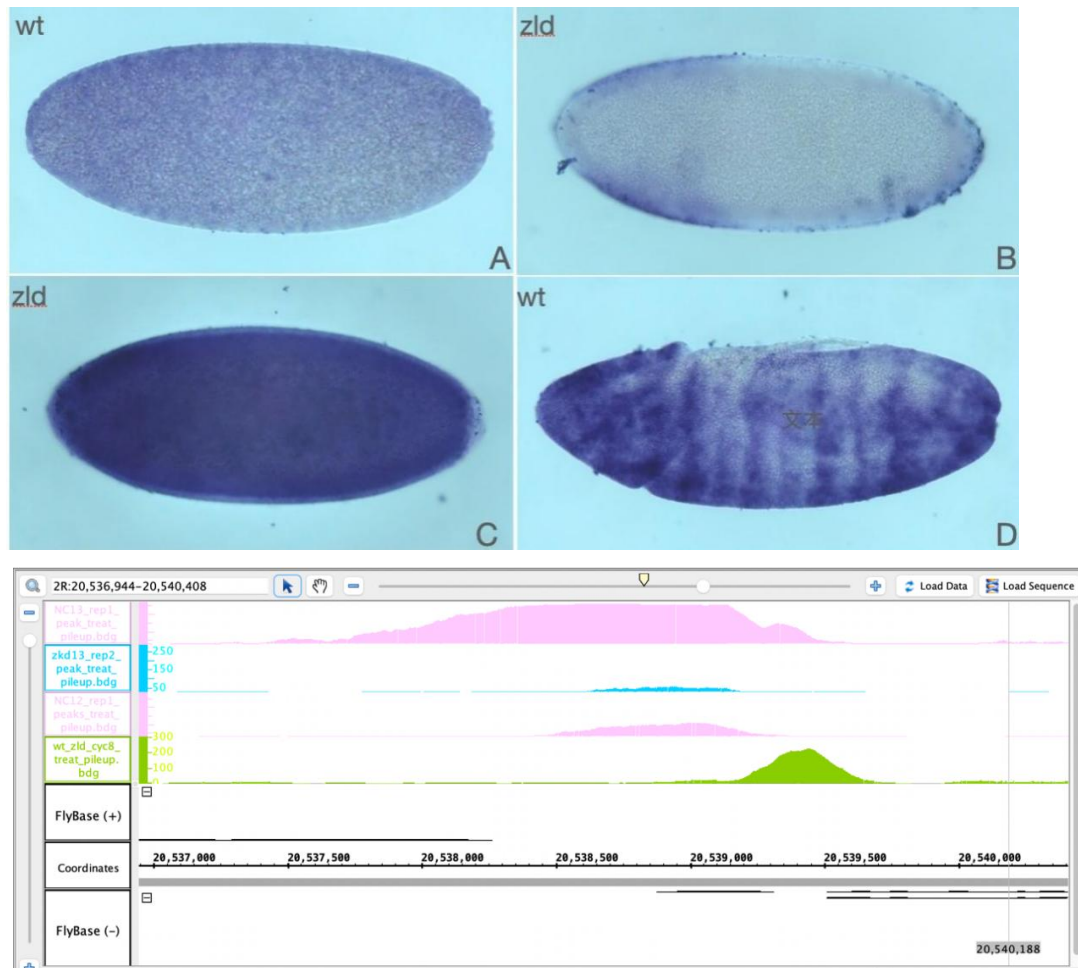 wt
zld
A
B
zld
wt
文本
C
D
2R:20,536,944-20,540,408
Load Data
Load Sequence
NC13_rep1_
peak_treat_
pileup.bdg
zkd13_rep2_
peak_treat_
pileup.bdg
250
150
50
NC12_rep1_
peaks_treat_
pileup.bdg
wt_zld_cyc8_
treat_pileup.
bdg
300
200
100
0
FlyBase (+)
Coordinates
20,537,000
20,537,500
20,538,000
20,538,500
20,539,000
20,539,500
20,540,000
FlyBase (-)
20,540,188